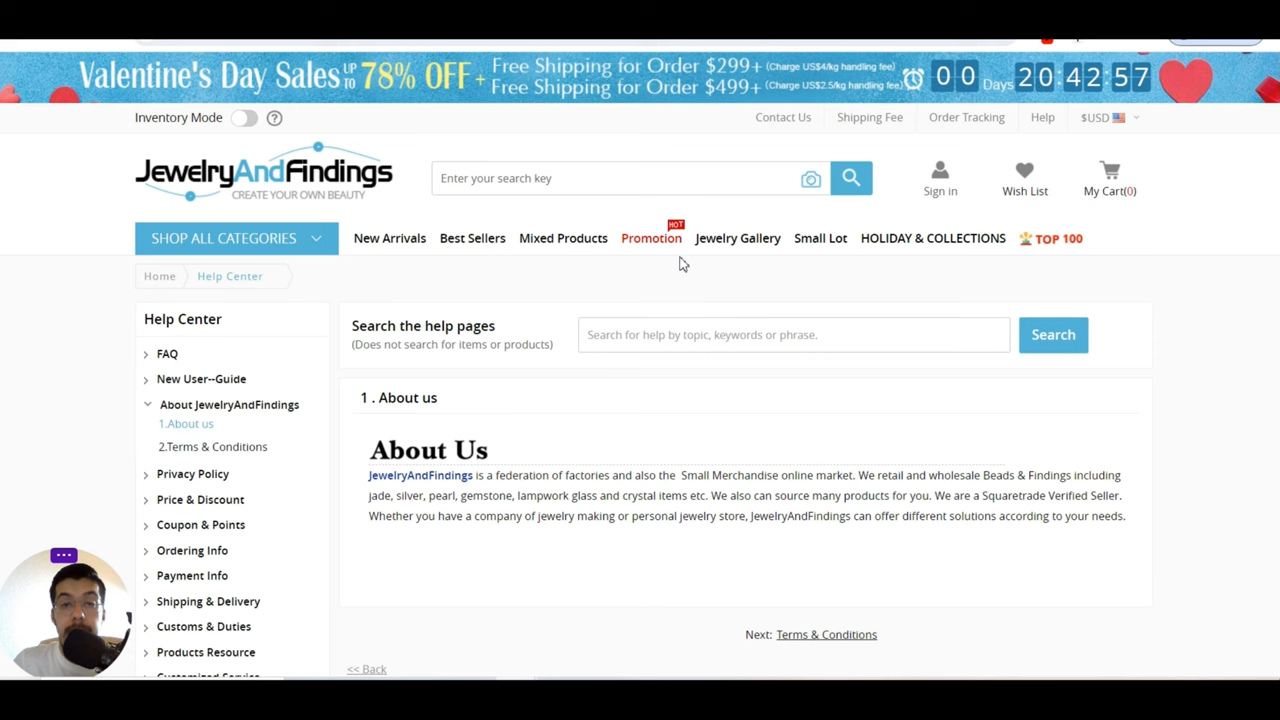 Valentine's Day Sales UP TO 78% OFF + Free Shipping for Order $299+ (Charge US$4/kg handling fee)
Free Shipping for Order $499+ (Charge US$2.5/kg handling fee)
00 Days 20:42:57
Inventory Mode ?
Contact Us Shipping Fee Order Tracking Help $USD
JewelryAndFindings
CREATE YOUR OWN BEAUTY
Enter your search key
Sign in Wish List My Cart(0)
HOT
SHOP ALL CATEGORIES New Arrivals Best Sellers Mixed Products Promotion Jewelry Gallery Small Lot HOLIDAY & COLLECTIONS TOP 100
Home Help Center
Help Center
FAQ
New User--Guide
About JewelryAndFindings
1.About us
2.Terms & Conditions
Privacy Policy
Price & Discount
Coupon & Points
Ordering Info
Payment Info
Shipping & Delivery
Customs & Duties
Products Resource
Customized Service
Search the help pages
(Does not search for items or products)
Search for help by topic, keywords or phrase.
Search
1 . About us
About Us
JewelryAndFindings is a federation of factories and also the Small Merchandise online market. We retail and wholesale Beads & Findings including
jade, silver, pearl, gemstone, lampwork glass and crystal items etc. We also can source many products for you. We are a Squaretrade Verified Seller.
Whether you have a company of jewelry making or personal jewelry store, JewelryAndFindings can offer different solutions according to your needs.
Next: Terms & Conditions
<< Back